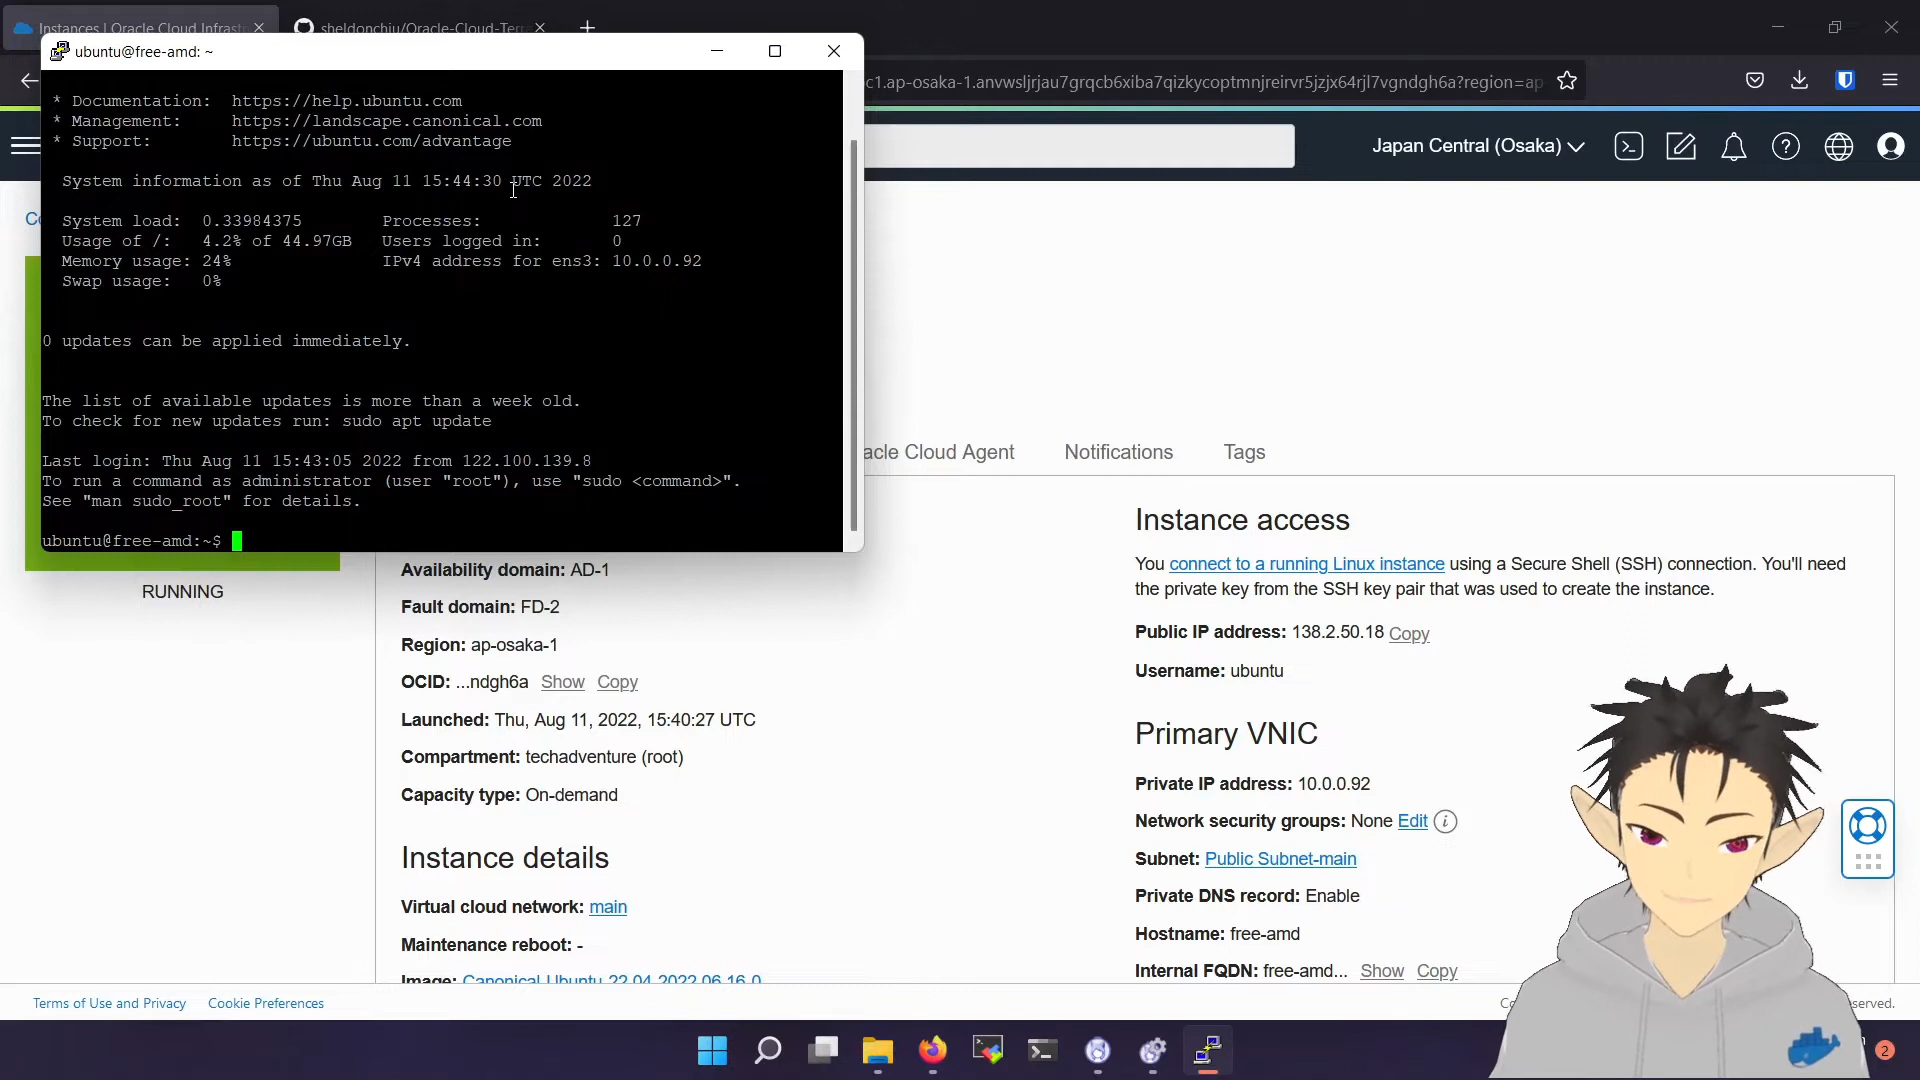 Instances | Oracle Cloud Infrastr
sheldonchiu/Oracle-Cloud-Terr
ubuntu@free-amd: ~
c1.ap-osaka-1.anvwsljrjau7grqcb6xiba7qizkycoptmnjreirvr5jzjx64rjl7vgndgh6a?region=ap-
Japan Central (Osaka)
* Documentation: https://help.ubuntu.com
* Management: https://landscape.canonical.com
* Support: https://ubuntu.com/advantage
System information as of Thu Aug 11 15:44:30 UTC 2022
System load: 0.33984375 Processes: 127
Usage of /: 4.2% of 44.97GB Users logged in: 0
Memory usage: 24% IPv4 address for ens3: 10.0.0.92
Swap usage: 0%
0 updates can be applied immediately.
The list of available updates is more than a week old.
To check for new updates run: sudo apt update
Last login: Thu Aug 11 15:43:05 2022 from 122.100.139.8
To run a command as administrator (user "root"), use "sudo <command>".
See "man sudo_root" for details.
ubuntu@free-amd:~$
RUNNING
acle Cloud Agent Notifications Tags
Availability domain: AD-1
Fault domain: FD-2
Region: ap-osaka-1
OCID: ...ndgh6a Show Copy
Launched: Thu, Aug 11, 2022, 15:40:27 UTC
Compartment: techadventure (root)
Capacity type: On-demand
Instance details
Virtual cloud network: main
Maintenance reboot: -
Image: Canonical-Ubuntu-22.04-2022.06.16-0
Instance access
You connect to a running Linux instance using a Secure Shell (SSH) connection. You'll need
the private key from the SSH key pair that was used to create the instance.
Public IP address: 138.2.50.18 Copy
Username: ubuntu
Primary VNIC
Private IP address: 10.0.0.92
Network security groups: None Edit
Subnet: Public Subnet-main
Private DNS record: Enable
Hostname: free-amd
Internal FQDN: free-amd... Show Copy
Terms of Use and Privacy Cookie Preferences
served.
2